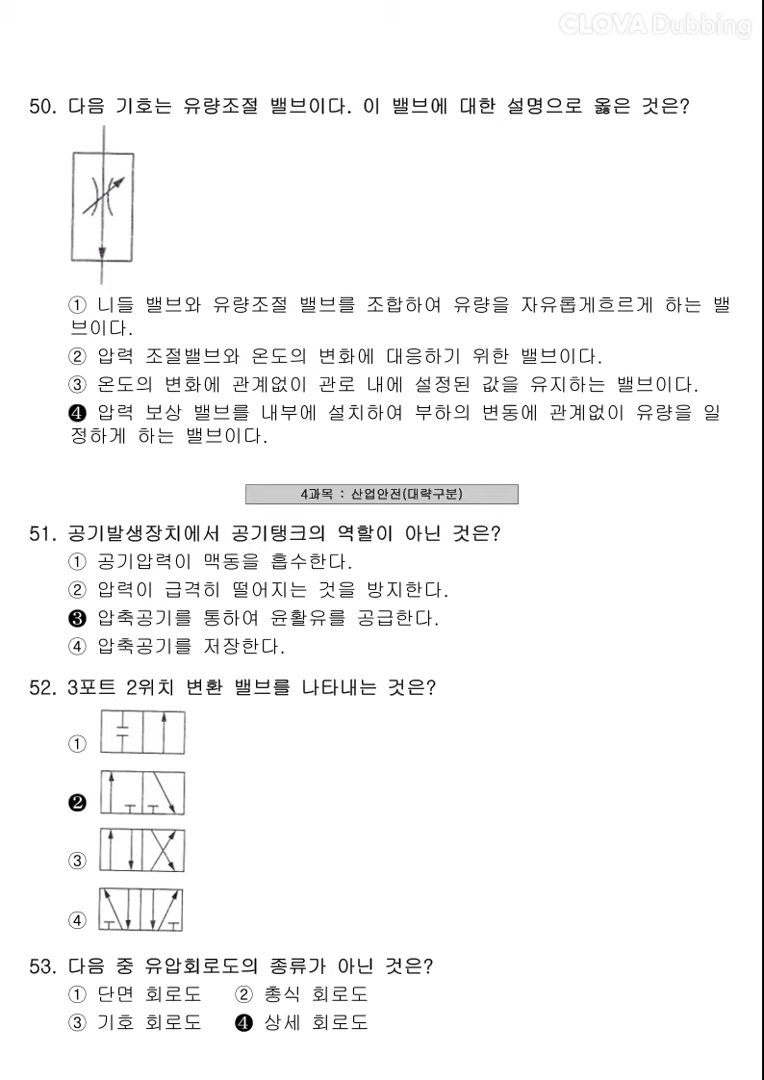 CLOVA Dubbing
50. 다음 기호는 유량조절 밸브이다. 이 밸브에 대한 설명으로 옳은 것은?
① 니들 밸브와 유량조절 밸브를 조합하여 유량을 자유롭게흐르게 하는 밸
브이다.
② 압력 조절밸브와 온도의 변화에 대응하기 위한 밸브이다.
③ 온도의 변화에 관계없이 관로 내에 설정된 값을 유지하는 밸브이다.
❹ 압력 보상 밸브를 내부에 설치하여 부하의 변동에 관계없이 유량을 일
정하게 하는 밸브이다.
4과목 : 산업안전(대략구분)
51. 공기발생장치에서 공기탱크의 역할이 아닌 것은?
① 공기압력이 맥동을 흡수한다.
② 압력이 급격히 떨어지는 것을 방지한다.
❸ 압축공기를 통하여 윤활유를 공급한다.
④ 압축공기를 저장한다.
52. 3포트 2위치 변환 밸브를 나타내는 것은?
①
❷
③
④
53. 다음 중 유압회로도의 종류가 아닌 것은?
① 단면 회로도 ② 총식 회로도
③ 기호 회로도 ❹ 상세 회로도